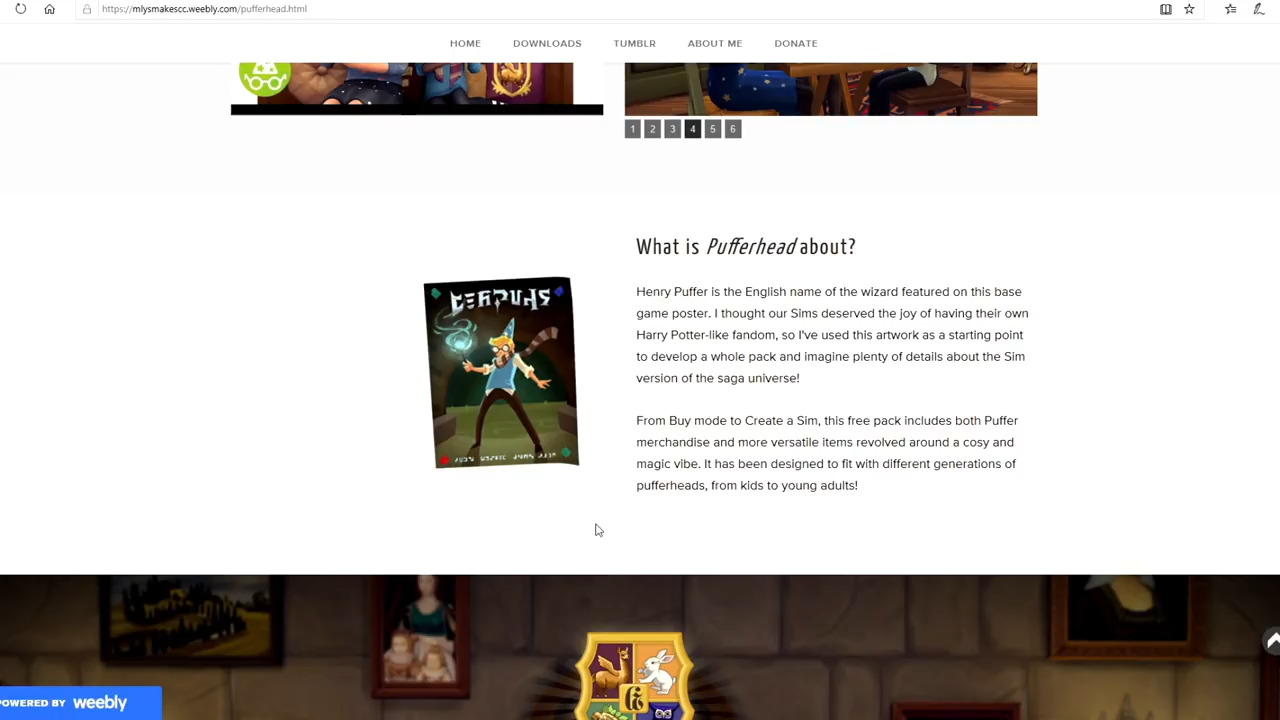 https://mlysmakescc.weebly.com/pufferhead.html
HOME DOWNLOADS TUMBLR ABOUT ME DONATE
1 2 3 4 5 6
What is Pufferhead about?
Henry Puffer is the English name of the wizard featured on this base
game poster. I thought our Sims deserved the joy of having their own
Harry Potter-like fandom, so I've used this artwork as a starting point
to develop a whole pack and imagine plenty of details about the Sim
version of the saga universe!
From Buy mode to Create a Sim, this free pack includes both Puffer
merchandise and more versatile items revolved around a cosy and
magic vibe. It has been designed to fit with different generations of
pufferheads, from kids to young adults!
POWERED BY weebly